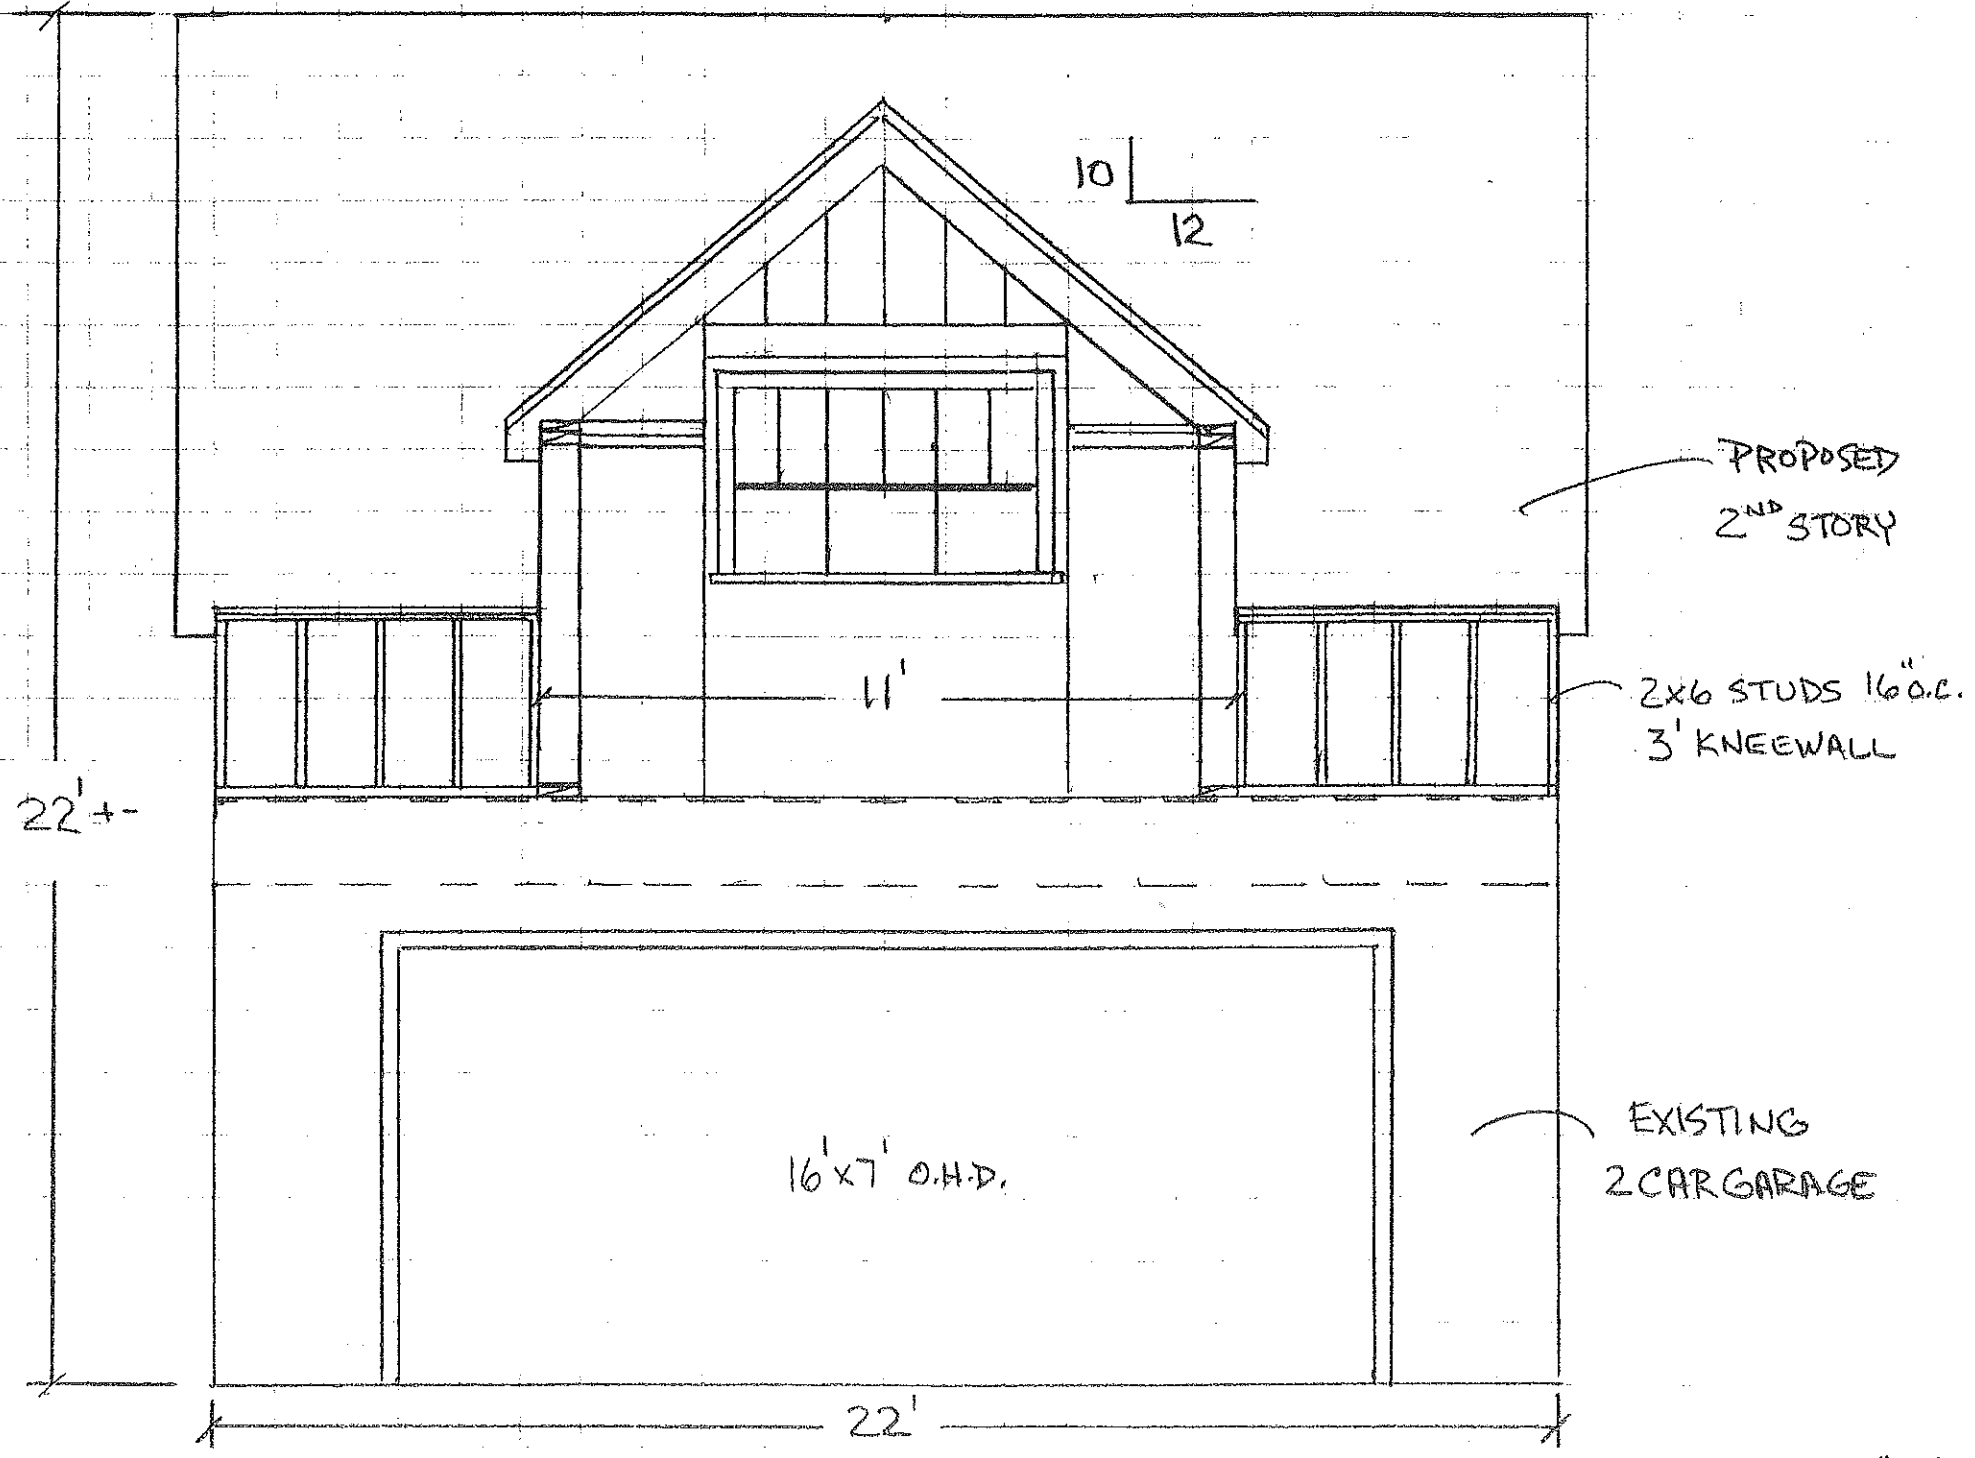 10
12
PROPOSED
2ND STORY
11'
2x6 STUDS 16" O.C.
3' KNEEWALL
22'+-
EXISTING
2 CAR GARAGE
16'x7' O.H.D.
22'